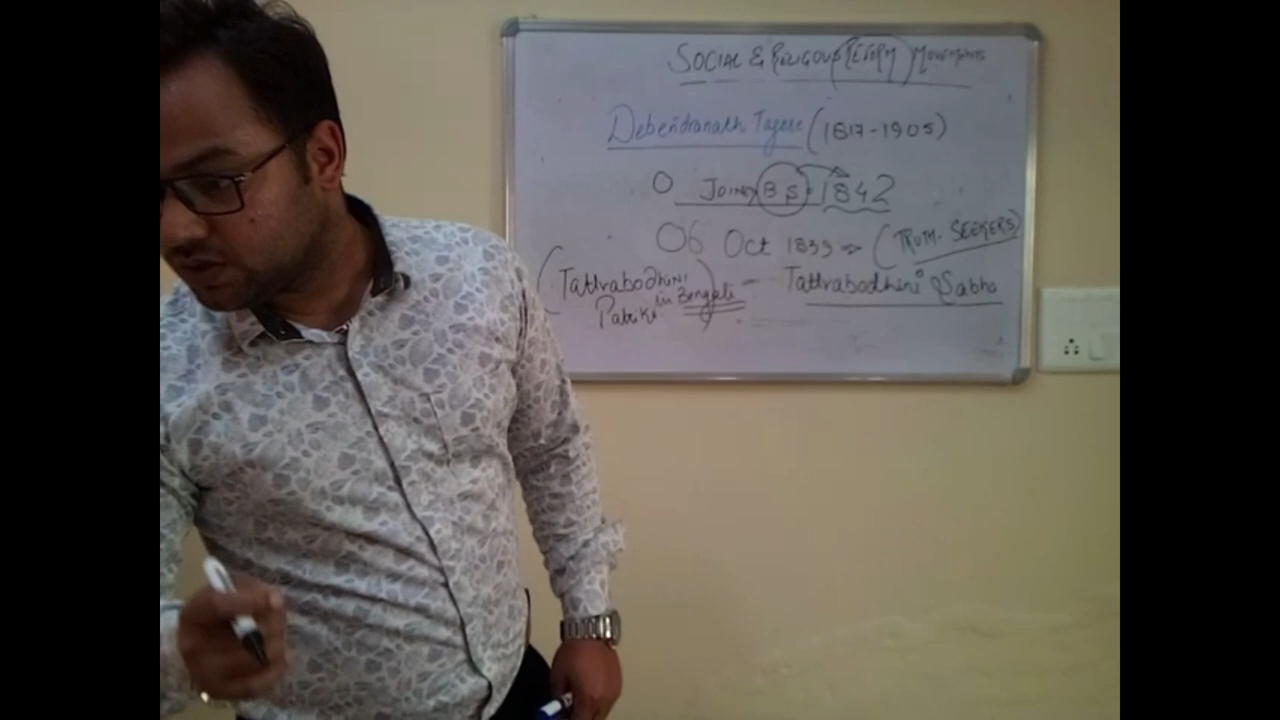 SOCIAL & RELIGOUS REFORM MOVEMENTS
Debendranath Tagore (1817-1905)
O JOIND BS. 1842
06 Oct 1839 ⇒ (TRUTH. SEEKERS)
(Tattvabodhini) - Tattvabodhini Sabha
Patrika in Bengali